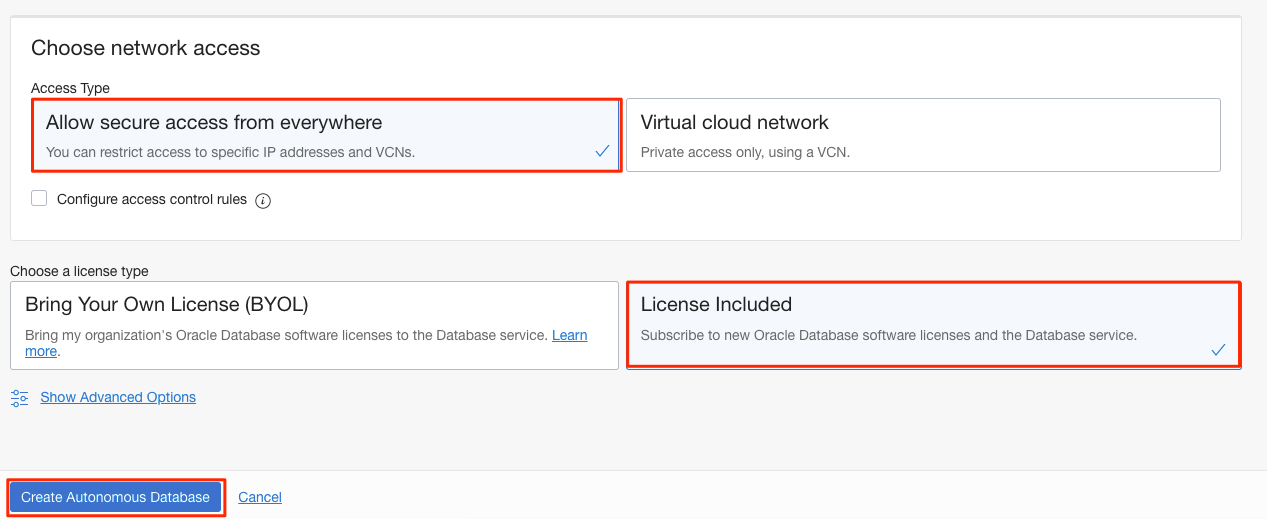 Choose network access
Access Type
Allow secure access from everywhere
You can restrict access to specific IP addresses and VCNs.
Virtual cloud network
Private access only, using a VCN.
Configure access control rules
Choose a license type
Bring Your Own License (BYOL)
Bring my organization's Oracle Database software licenses to the Database service. Learn
more.
License Included
Subscribe to new Oracle Database software licenses and the Database service.
Show Advanced Options
Create Autonomous Database
Cancel